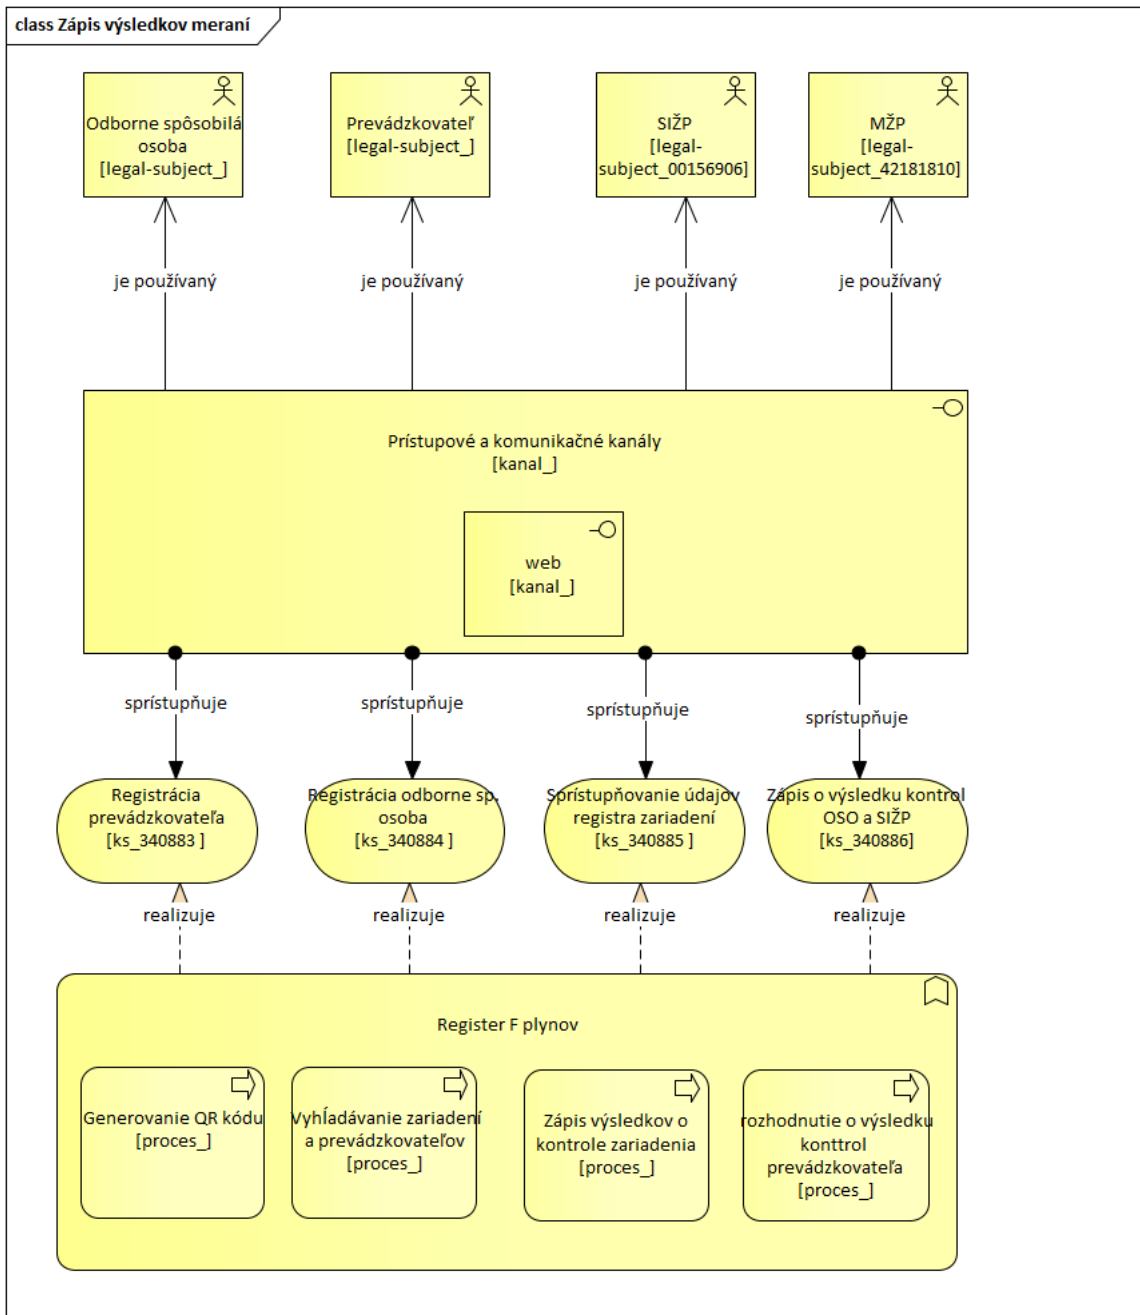 class Zápis výsledkov meraní
Odborne spôsobilá
osoba
[legal-subject_]
Prevádzkovateľ
[legal-subject_]
SIŽP
[legal-
subject_00156906]
MŽP
[legal-
subject_42181810]
je používaný
je používaný
je používaný
je používaný
Prístupové a komunikačné kanály
[kanal_]
web
[kanal_]
sprístupňuje
sprístupňuje
sprístupňuje
sprístupňuje
Registrácia
prevádzkovateľa
[ks_340883 ]
Registrácia odborne sp.
osoba
[ks_340884 ]
Sprístupňovanie údajov
registra zariadení
[ks_340885 ]
Zápis o výsledku kontrol
OSO a SIŽP
[ks_340886]
realizuje
realizuje
realizuje
realizuje
Register F plynov
Generovanie QR kódu
[proces_]
Vyhĺadávanie zariadení
a prevádzkovateľov
[proces_]
Zápis výsledkov o
kontrole zariadenia
[proces_]
rozhodnutie o výsledku
konttrol
prevádzkovateľa
[proces_]